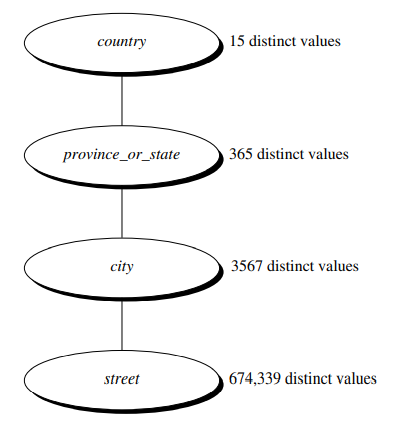 country 15 distinct values
province_or_state 365 distinct values
city 3567 distinct values
street 674,339 distinct values